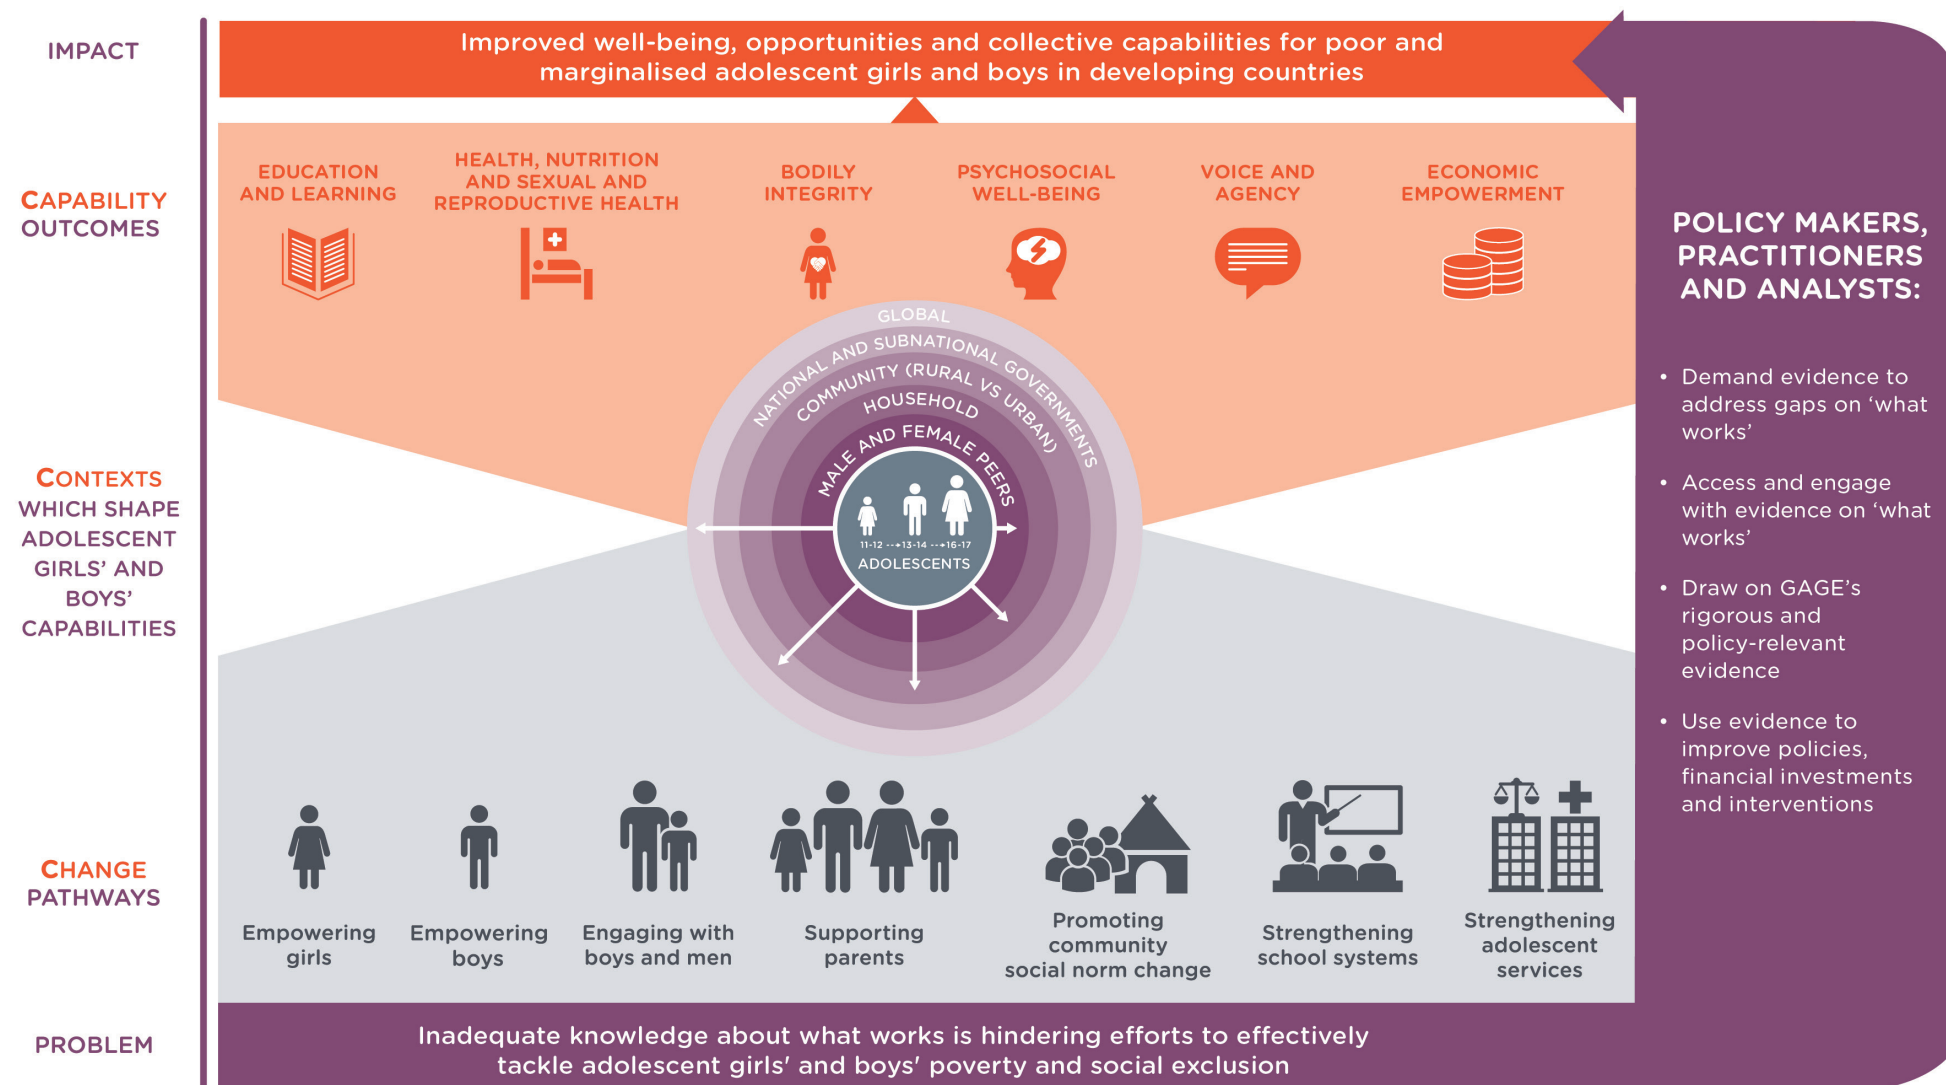 IMPACT
Improved well-being, opportunities and collective capabilities for poor and
marginalised adolescent girls and boys in developing countries
CAPABILITY
OUTCOMES
EDUCATION
AND LEARNING
HEALTH, NUTRITION
AND SEXUAL AND
REPRODUCTIVE HEALTH
BODILY
INTEGRITY
PSYCHOSOCIAL
WELL-BEING
VOICE AND
AGENCY
ECONOMIC
EMPOWERMENT
CONTEXTS
WHICH SHAPE
ADOLESCENT
GIRLS’ AND
BOYS’
CAPABILITIES
GLOBAL
NATIONAL AND SUBNATIONAL GOVERNMENTS
COMMUNITY (RURAL VS URBAN)
HOUSEHOLD
MALE AND FEMALE PEERS
11-12 --→13-14 --→16-17
ADOLESCENTS
CHANGE
PATHWAYS
Empowering
girls
Empowering
boys
Engaging with
boys and men
Supporting
parents
Promoting
community
social norm change
Strengthening
school systems
Strengthening
adolescent
services
PROBLEM
Inadequate knowledge about what works is hindering efforts to effectively
tackle adolescent girls' and boys' poverty and social exclusion
POLICY MAKERS,
PRACTITIONERS
AND ANALYSTS:
• Demand evidence to
address gaps on ‘what
works’
• Access and engage
with evidence on ‘what
works’
• Draw on GAGE’s
rigorous and
policy-relevant
evidence
• Use evidence to
improve policies,
financial investments
and interventions